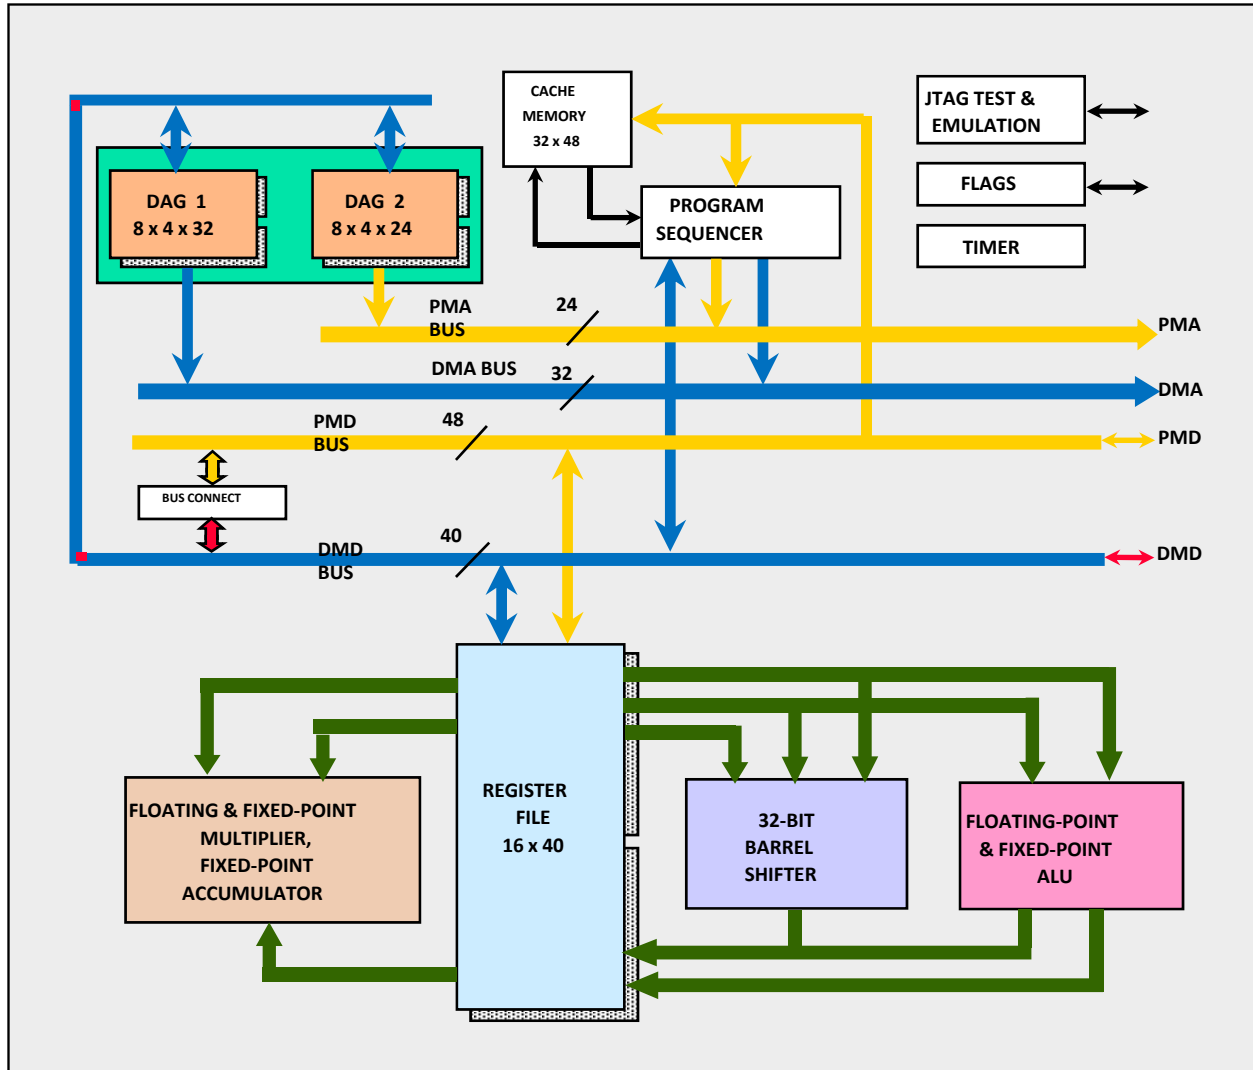 CACHE
MEMORY
32 x 48
JTAG TEST &
EMULATION
FLAGS
TIMER
DAG 1
8 x 4 x 32
DAG 2
8 x 4 x 24
PROGRAM
SEQUENCER
PMA
BUS
24
PMA
DMA BUS
32
DMA
PMD
BUS
48
PMD
BUS CONNECT
DMD
BUS
40
DMD
REGISTER
FILE
16 x 40
FLOATING & FIXED-POINT
MULTIPLIER,
FIXED-POINT
ACCUMULATOR
32-BIT
BARREL
SHIFTER
FLOATING-POINT
& FIXED-POINT
ALU